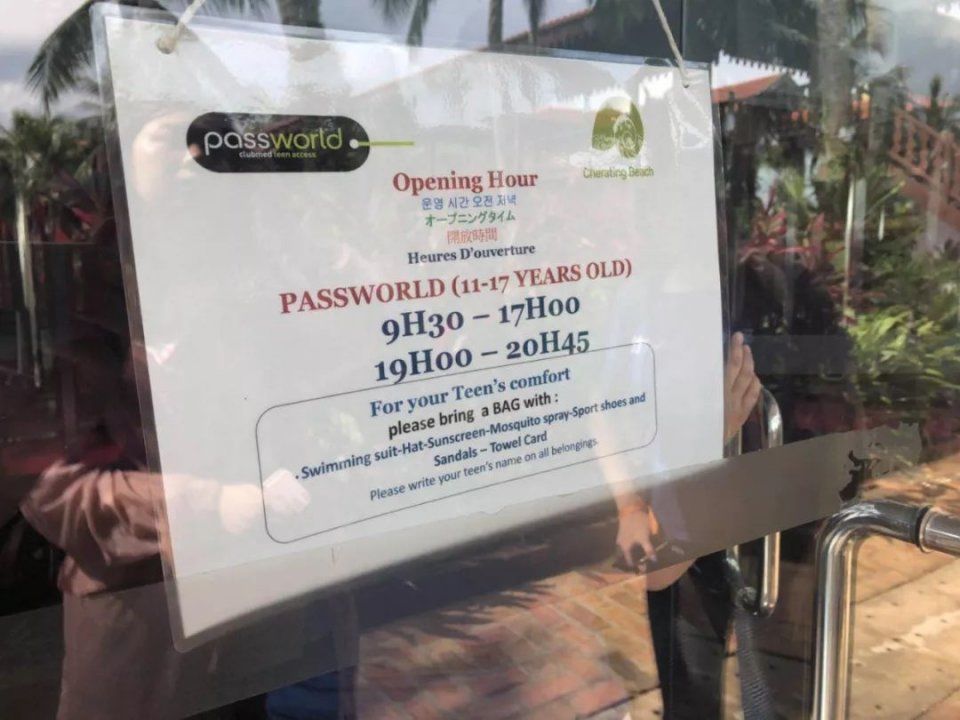 passworld
clubmed teen access
Cherating Beach
Opening Hour
운영 시간 오전 저녁
オープニングタイム
開放時間
Heures D'ouverture
PASSWORLD (11-17 YEARS OLD)
9H30 – 17H00
19H00 – 20H45
For your Teen's comfort
please bring a BAG with :
. Swimming suit-Hat-Sunscreen-Mosquito spray-Sport shoes and
Sandals – Towel Card
Please write your teen's name on all belongings.